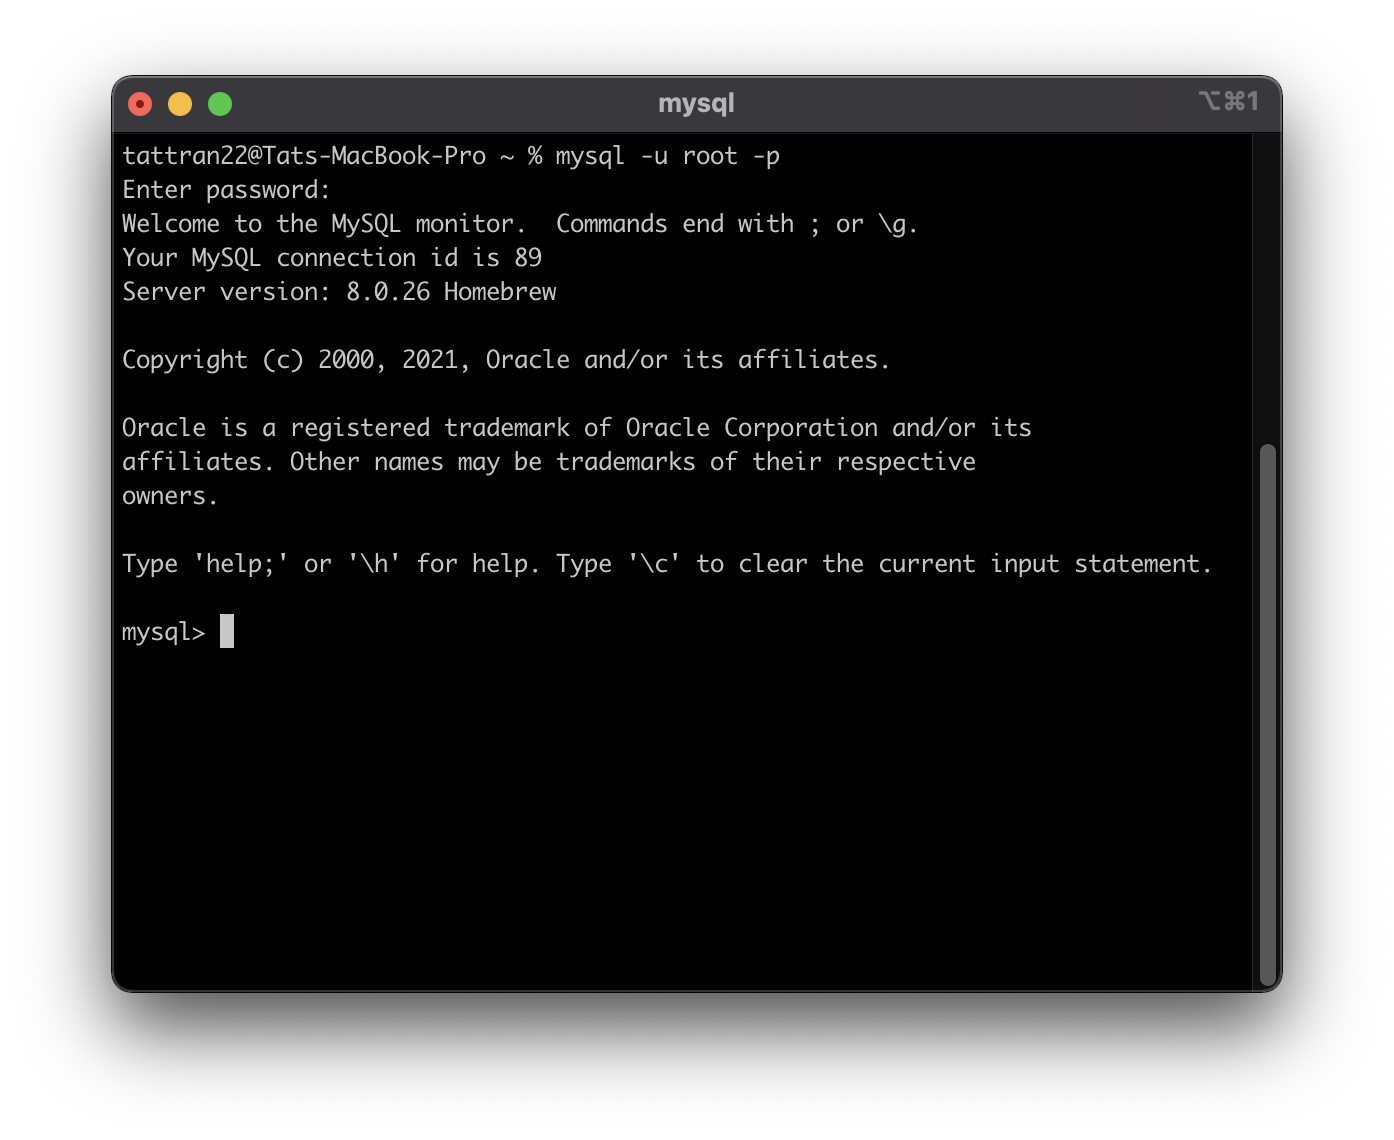 mysql
⌥⌘1
tattran22@Tats-MacBook-Pro ~ % mysql -u root -p
Enter password:
Welcome to the MySQL monitor.  Commands end with ; or \g.
Your MySQL connection id is 89
Server version: 8.0.26 Homebrew

Copyright (c) 2000, 2021, Oracle and/or its affiliates.

Oracle is a registered trademark of Oracle Corporation and/or its
affiliates. Other names may be trademarks of their respective
owners.

Type 'help;' or '\h' for help. Type '\c' to clear the current input statement.

mysql>